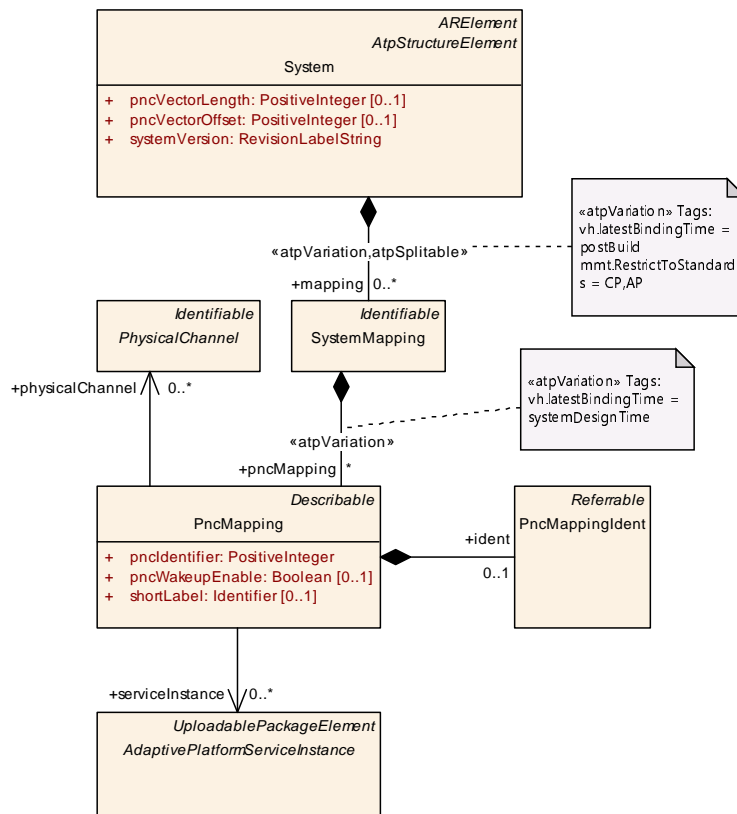 ARElement
AtpStructureElement
System
+ pncVectorLength: PositiveInteger [0..1]
+ pncVectorOffset: PositiveInteger [0..1]
+ systemVersion: RevisionLabelString
«atpVariation» Tags:
vh.latestBindingTime =
postBuild
mmt.RestrictToStandard
s = CP,AP
«atpVariation,atpSplitable»
+mapping 0..*
Identifiable
PhysicalChannel
Identifiable
SystemMapping
+physicalChannel 0..*
«atpVariation» Tags:
vh.latestBindingTime =
systemDesignTime
«atpVariation»
+pncMapping *
Describable
PncMapping
+ pncIdentifier: PositiveInteger
+ pncWakeupEnable: Boolean [0..1]
+ shortLabel: Identifier [0..1]
+ident
0..1
Referrable
PncMappingIdent
+serviceInstance 0..*
UploadablePackageElement
AdaptivePlatformServiceInstance